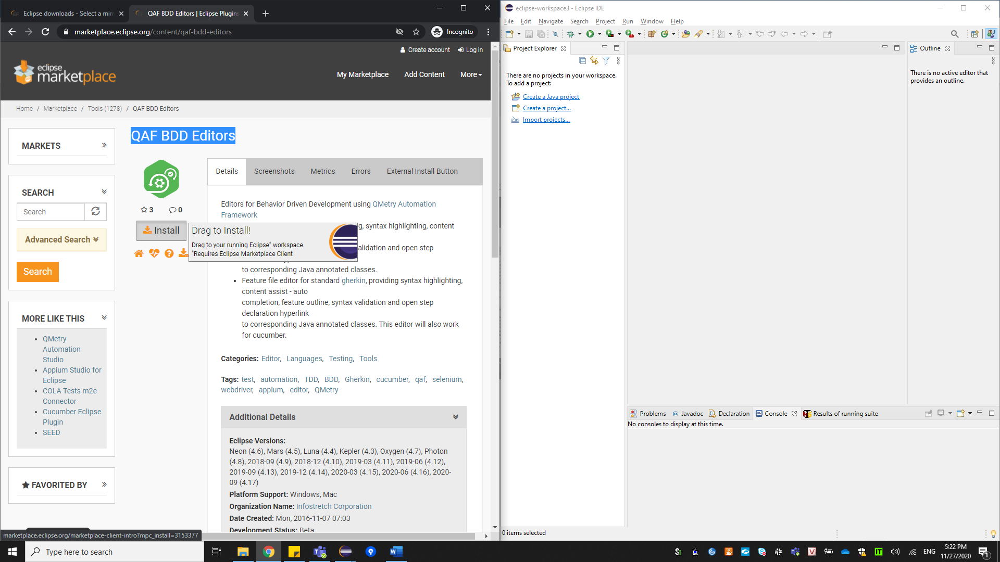 Eclipse downloads - Select a mirr
QAF BDD Editors | Eclipse Plugins
marketplace.eclipse.org/content/qaf-bdd-editors
Incognito
Create account
Log in
eclipse
marketplace
My Marketplace
Add Content
More
Home / Marketplace / Tools (1278) / QAF BDD Editors
MARKETS
SEARCH
Search
Advanced Search
Search
MORE LIKE THIS
QMetry
Automation
Studio
Appium Studio for
Eclipse
COLA Tests m2e
Connector
Cucumber Eclipse
Plugin
SEED
FAVORITED BY
QAF BDD Editors
3
0
Install
Drag to Install!
Drag to your running Eclipse* workspace.
*Requires Eclipse Marketplace Client
Details
Screenshots
Metrics
Errors
External Install Button
Editors for Behavior Driven Development using QMetry Automation
Framework
g, syntax highlighting, content
alidation and open step
to corresponding Java annotated classes.
Feature file editor for standard gherkin, providing syntax highlighting,
content assist - auto
completion, feature outline, syntax validation and open step
declaration hyperlink
to corresponding Java annotated classes. This editor will also work
for cucumber.
Categories: Editor, Languages, Testing, Tools
Tags: test, automation, TDD, BDD, Gherkin, cucumber, qaf, selenium,
webdriver, appium, editor, QMetry
Additional Details
Eclipse Versions:
Neon (4.6), Mars (4.5), Luna (4.4), Kepler (4.3), Oxygen (4.7), Photon
(4.8), 2018-09 (4.9), 2018-12 (4.10), 2019-03 (4.11), 2019-06 (4.12),
2019-09 (4.13), 2019-12 (4.14), 2020-03 (4.15), 2020-06 (4.16), 2020-
09 (4.17)
Platform Support: Windows, Mac
Organization Name: Infostretch Corporation
Date Created: Mon, 2016-11-07 07:03
Development Status: Beta
marketplace.eclipse.org/marketplace-client-intro?mpc_install=3153377
eclipse-workspace3 - Eclipse IDE
File Edit Navigate Search Project Run Window Help
Project Explorer
There are no projects in your workspace.
To add a project:
Create a Java project
Create a project...
Import projects...
Outline
There is no active editor that
provides an outline.
Problems
Javadoc
Declaration
Console
Results of running suite
No consoles to display at this time.
0 items selected
Type here to search
ENG
5:22 PM
11/27/2020
1